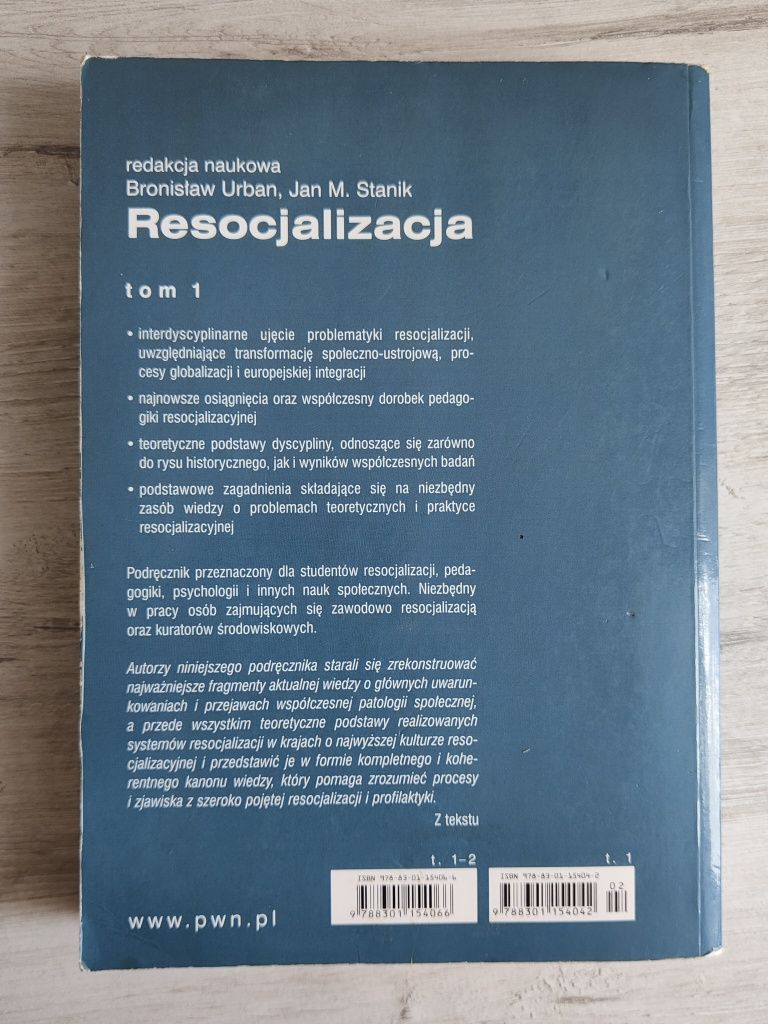 redakcja naukowa
Bronisław Urban, Jan M. Stanik
Resocjalizacja
tom 1
• interdyscyplinarne ujęcie problematyki resocjalizacji,
uwzględniające transformację społeczno-ustrojową, pro-
cesy globalizacji i europejskiej integracji
• najnowsze osiągnięcia oraz współczesny dorobek pedago-
giki resocjalizacyjnej
• teoretyczne podstawy dyscypliny, odnoszące się zarówno
do rysu historycznego, jak i wyników współczesnych badań
• podstawowe zagadnienia składające się na niezbędny
zasób wiedzy o problemach teoretycznych i praktyce
resocjalizacyjnej
Podręcznik przeznaczony dla studentów resocjalizacji, peda-
gogiki, psychologii i innych nauk społecznych. Niezbędny
w pracy osób zajmujących się zawodowo resocjalizacją
oraz kuratorów środowiskowych.
Autorzy niniejszego podręcznika starali się zrekonstruować
najważniejsze fragmenty aktualnej wiedzy o głównych uwarun-
kowaniach i przejawach współczesnej patologii społecznej,
a przede wszystkim teoretyczne podstawy realizowanych
systemów resocjalizacji w krajach o najwyższej kulturze reso-
cjalizacyjnej i przedstawić je w formie kompletnego i kohe-
rentnego kanonu wiedzy, który pomaga zrozumieć procesy
i zjawiska z szeroko pojętej resocjalizacji i profilaktyki.
Z tekstu
t. 1–2
ISBN 978-83-01-15406-6
9 788301 154066
t. 1
ISBN 978-83-01-15404-2
02
9 788301 154042
www.pwn.pl